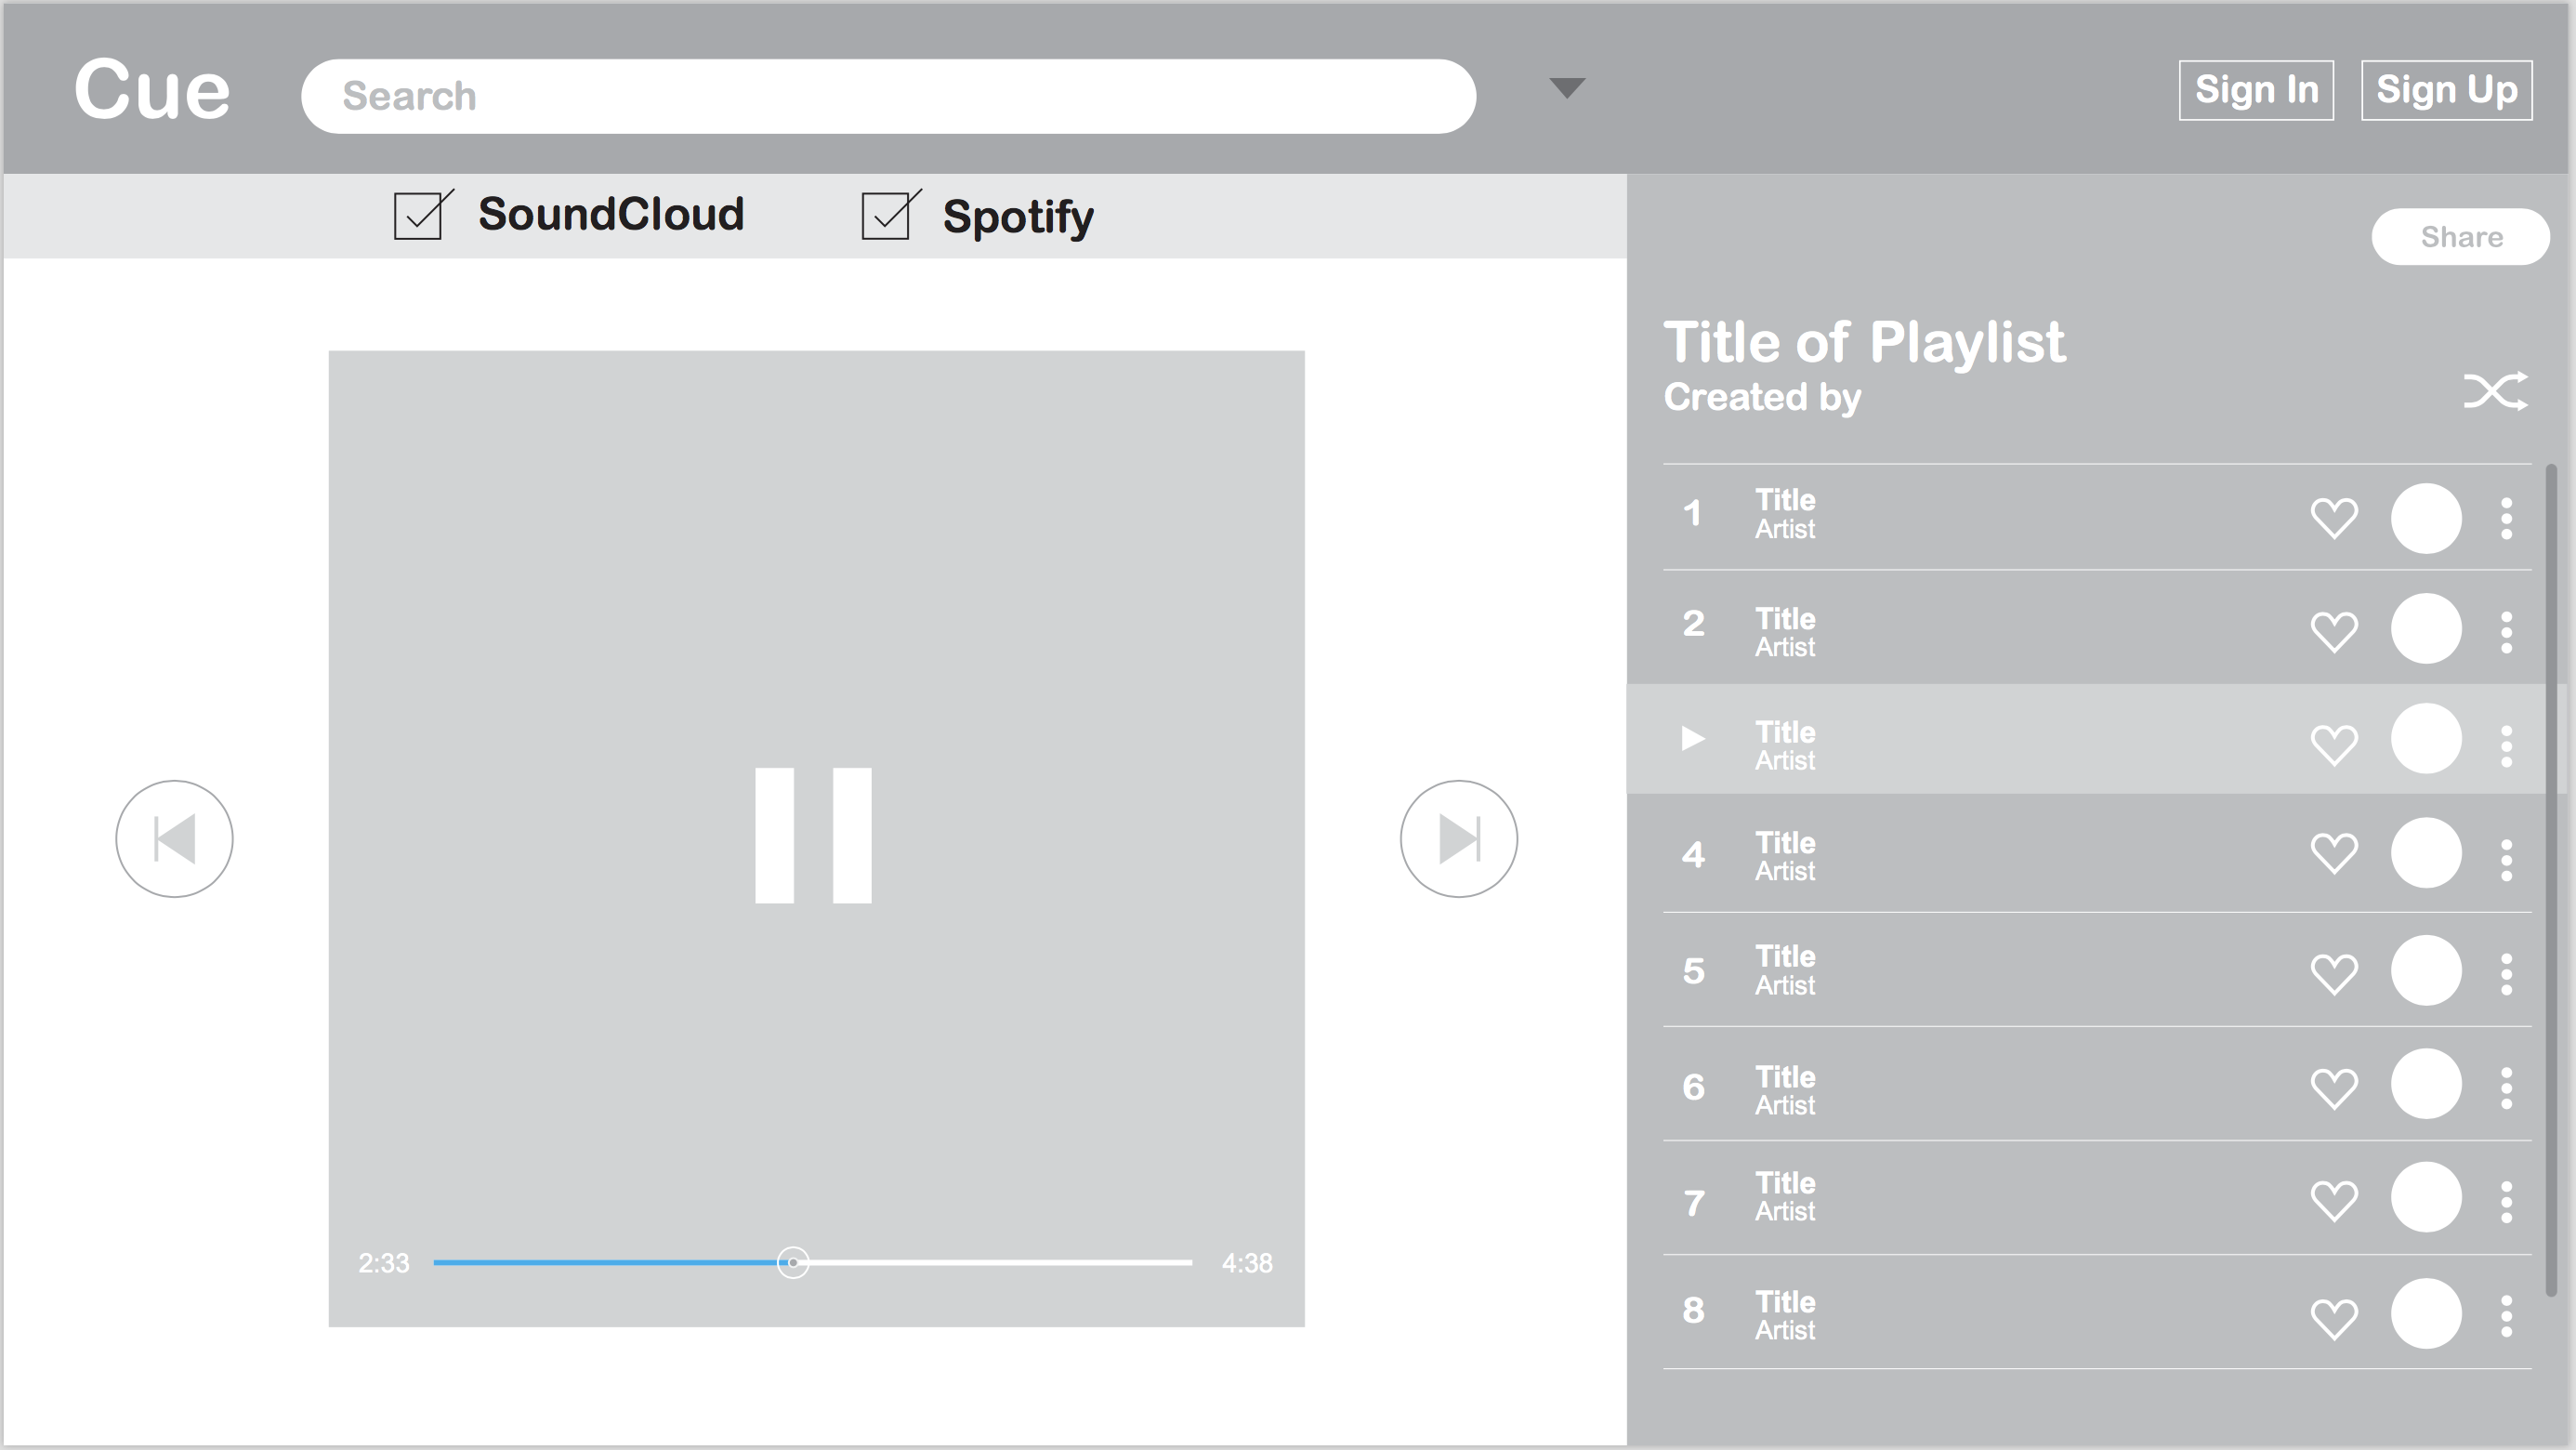 Cue
Search
Sign In
Sign Up
SoundCloud
Spotify
Share
Title of Playlist
Created by
1
Title
Artist
2
Title
Artist
Title
Artist
4
Title
Artist
5
Title
Artist
6
Title
Artist
7
Title
Artist
8
Title
Artist
2:33
4:38